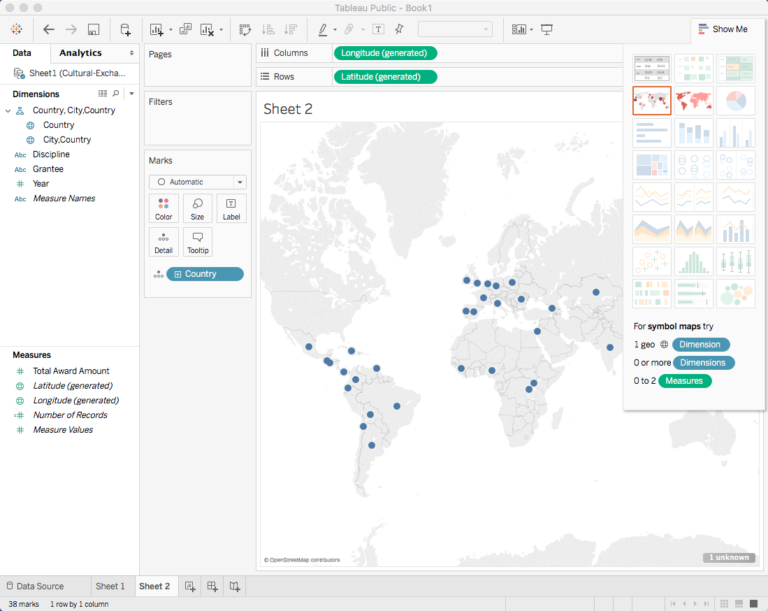 Tableau Public - Book1
Show Me
Data
Analytics
Sheet1 (Cultural-Excha...
Dimensions
Country, City,Country
Country
City,Country
Abc Discipline
Abc Grantee
# Year
Abc Measure Names
Measures
# Total Award Amount
Latitude (generated)
Longitude (generated)
=# Number of Records
# Measure Values
Pages
Filters
Marks
Automatic
Color
Size
Label
Detail
Tooltip
Country
Columns
Longitude (generated)
Rows
Latitude (generated)
Sheet 2
© OpenStreetMap contributors
1 unknown
For symbol maps try
1 geo Dimension
0 or more Dimensions
0 to 2 Measures
Data Source
Sheet 1
Sheet 2
38 marks
1 row by 1 column